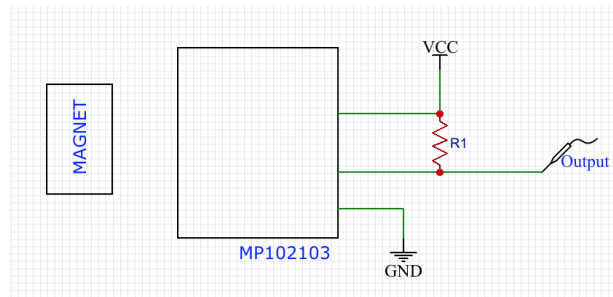 VCC
MAGNET
R1
Output
MP102103
GND